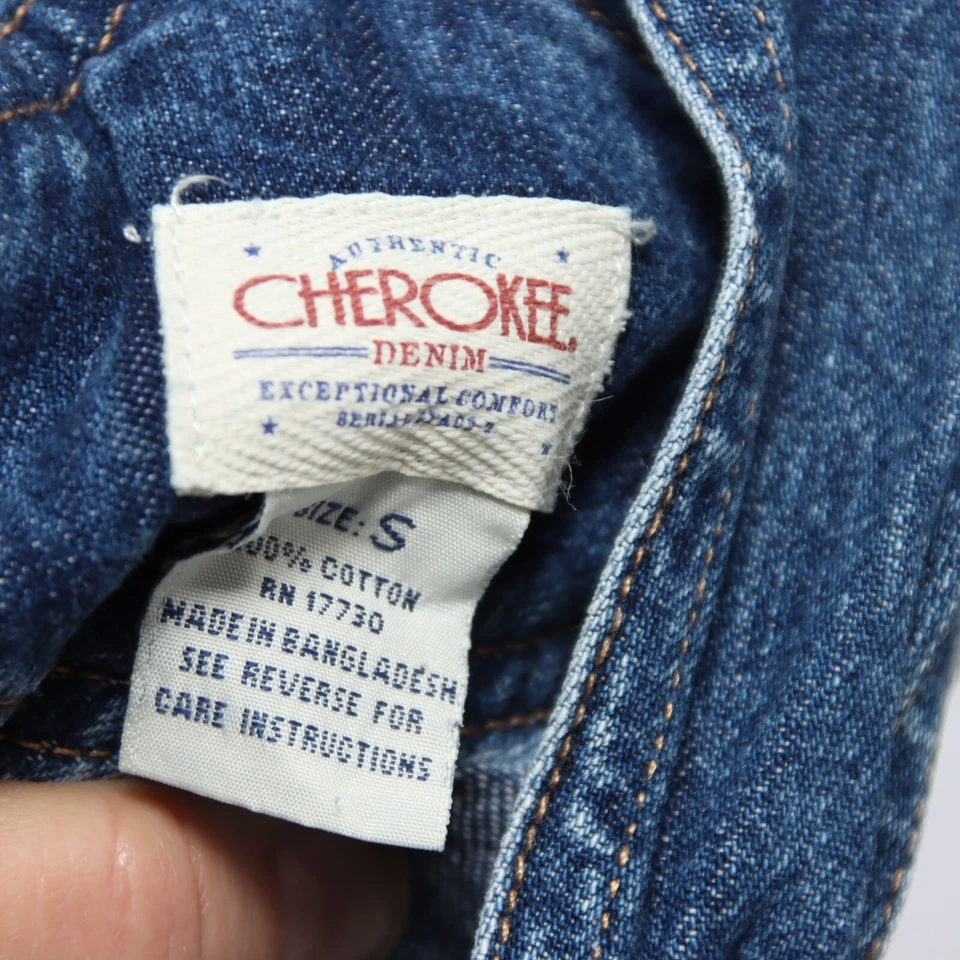 AUTHENTIC
CHEROKEE
DENIM
EXCEPTIONAL COMFORT
SIZE: S
100% COTTON
RN 17730
MADE IN BANGLADESH
SEE REVERSE FOR
CARE INSTRUCTIONS